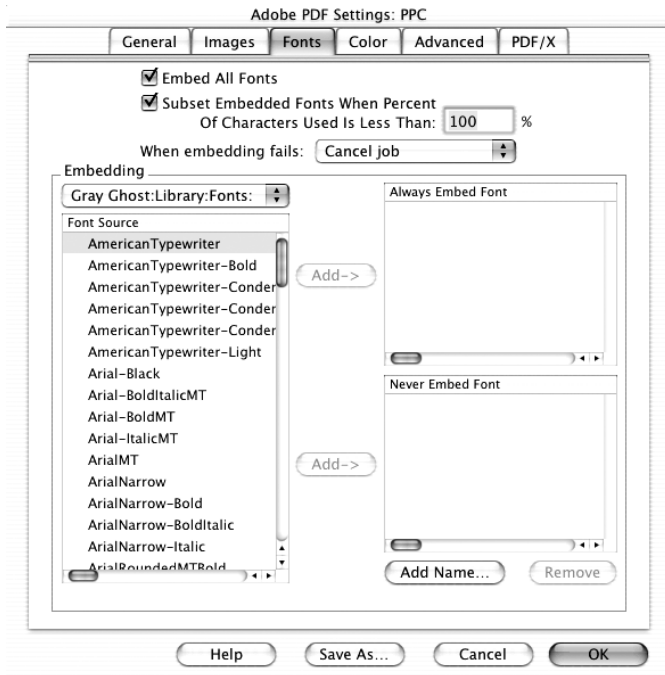 Adobe PDF Settings: PPC
General Images Fonts Color Advanced PDF/X
Embed All Fonts
Subset Embedded Fonts When Percent
Of Characters Used Is Less Than: 100 %
When embedding fails: Cancel job
Embedding
Gray Ghost:Library:Fonts:
Font Source
AmericanTypewriter
AmericanTypewriter-Bold
AmericanTypewriter-Conden
AmericanTypewriter-Conden
AmericanTypewriter-Conden
AmericanTypewriter-Light
Arial-Black
Arial-BoldItalicMT
Arial-BoldMT
Arial-ItalicMT
ArialMT
ArialNarrow
ArialNarrow-Bold
ArialNarrow-BoldItalic
ArialNarrow-Italic
ArialRoundedMTBold
Add->
Add->
Always Embed Font
Never Embed Font
Add Name... Remove
Help Save As... Cancel OK